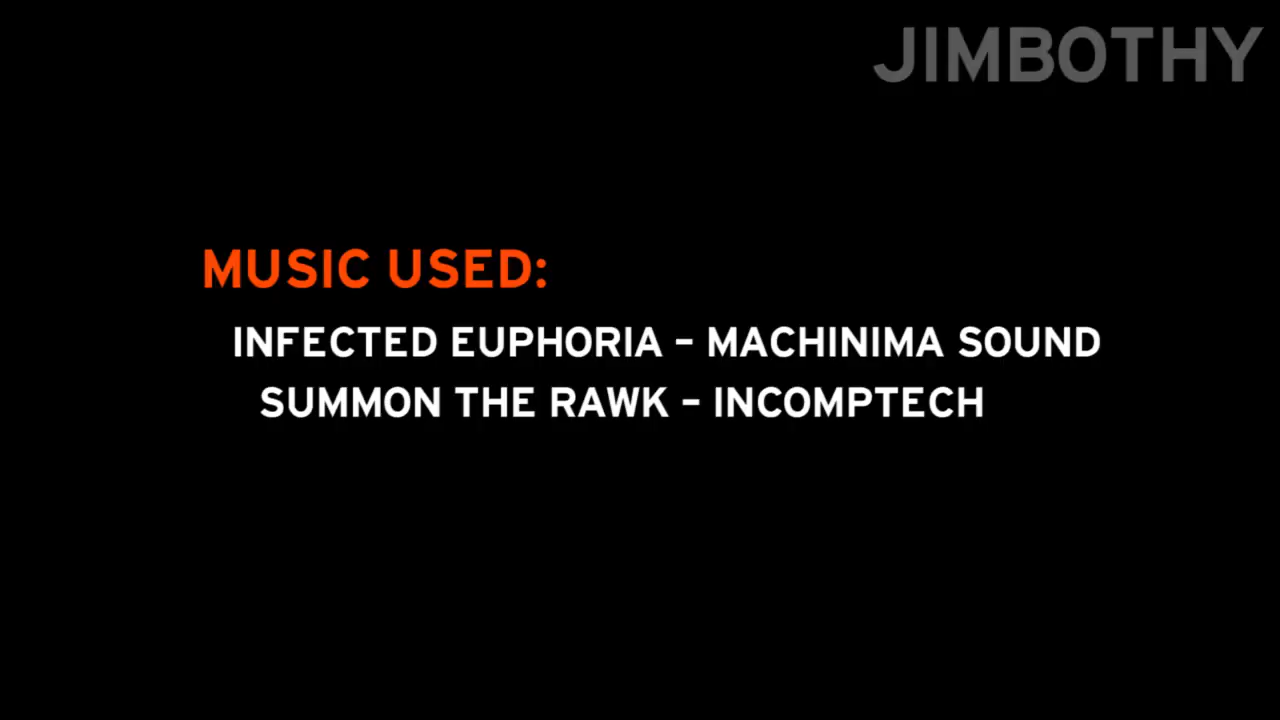 JIMBOTHY
MUSIC USED:
INFECTED EUPHORIA – MACHINIMA SOUND
SUMMON THE RAWK – INCOMPTECH